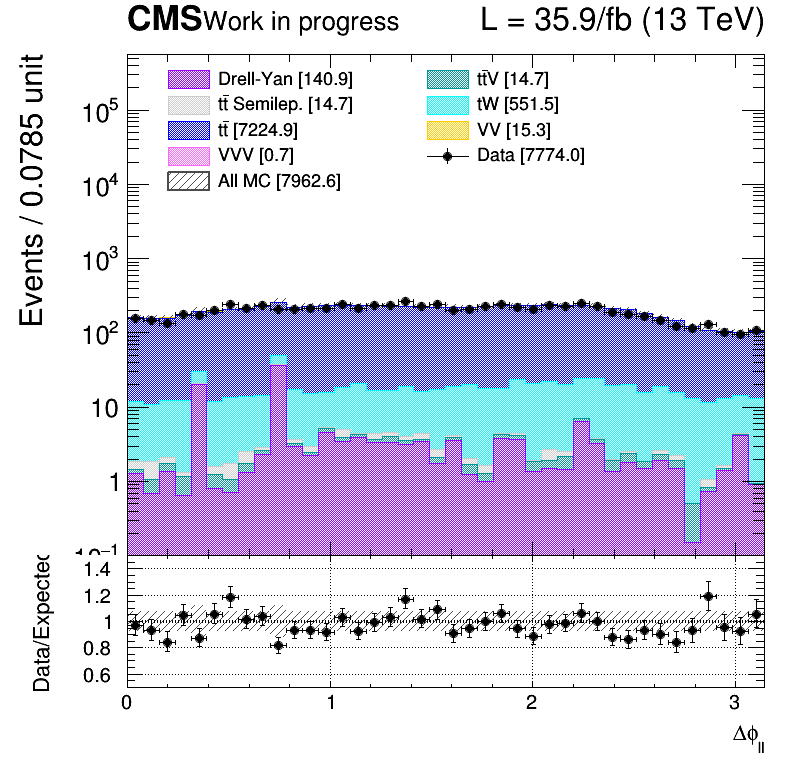 CMS Work in progress L = 35.9/fb (13 TeV)
Events / 0.0785 unit
Drell-Yan [140.9]
tt̄ Semilep. [14.7]
tt̄ [7224.9]
VVV [0.7]
All MC [7962.6]
tt̄V [14.7]
tW [551.5]
VV [15.3]
Data [7774.0]
10⁵
10⁴
10³
10²
10
1
10⁻¹
Data/Expected
1.4
1.2
1
0.8
0.6
0 1 2 3
Δϕ_ll